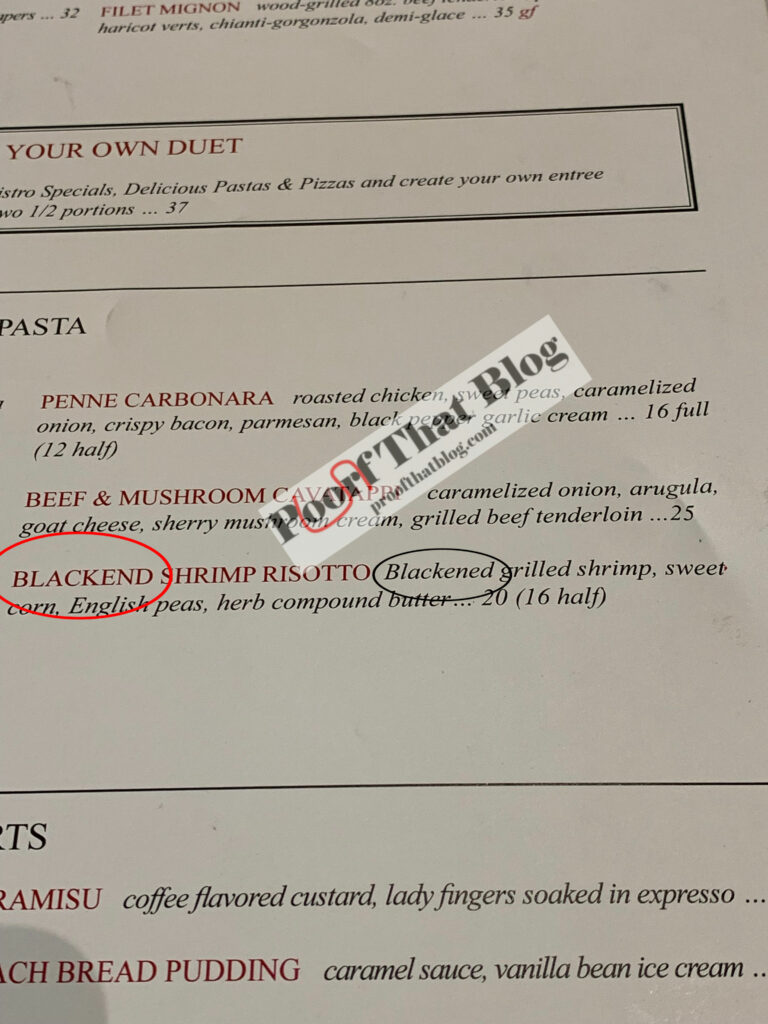 apers ... 32 FILET MIGNON wood-grilled 8oz. beef
haricot verts, chianti-gorgonzola, demi-glace ... 35 gf
YOUR OWN DUET
istro Specials, Delicious Pastas & Pizzas and create your own entree
wo 1/2 portions ... 37
PASTA
PENNE CARBONARA roasted chicken, sweet peas, caramelized
onion, crispy bacon, parmesan, black pepper garlic cream ... 16 full
(12 half)
BEEF & MUSHROOM CAVATAPPI caramelized onion, arugula,
goat cheese, sherry mushroom cream, grilled beef tenderloin ...25
BLACKEND SHRIMP RISOTTO Blackened grilled shrimp, sweet
corn, English peas, herb compound butter... 20 (16 half)
RTS
RAMISU coffee flavored custard, lady fingers soaked in expresso ...
ACH BREAD PUDDING caramel sauce, vanilla bean ice cream ..
Poorf That Blog
proofthatblog.com